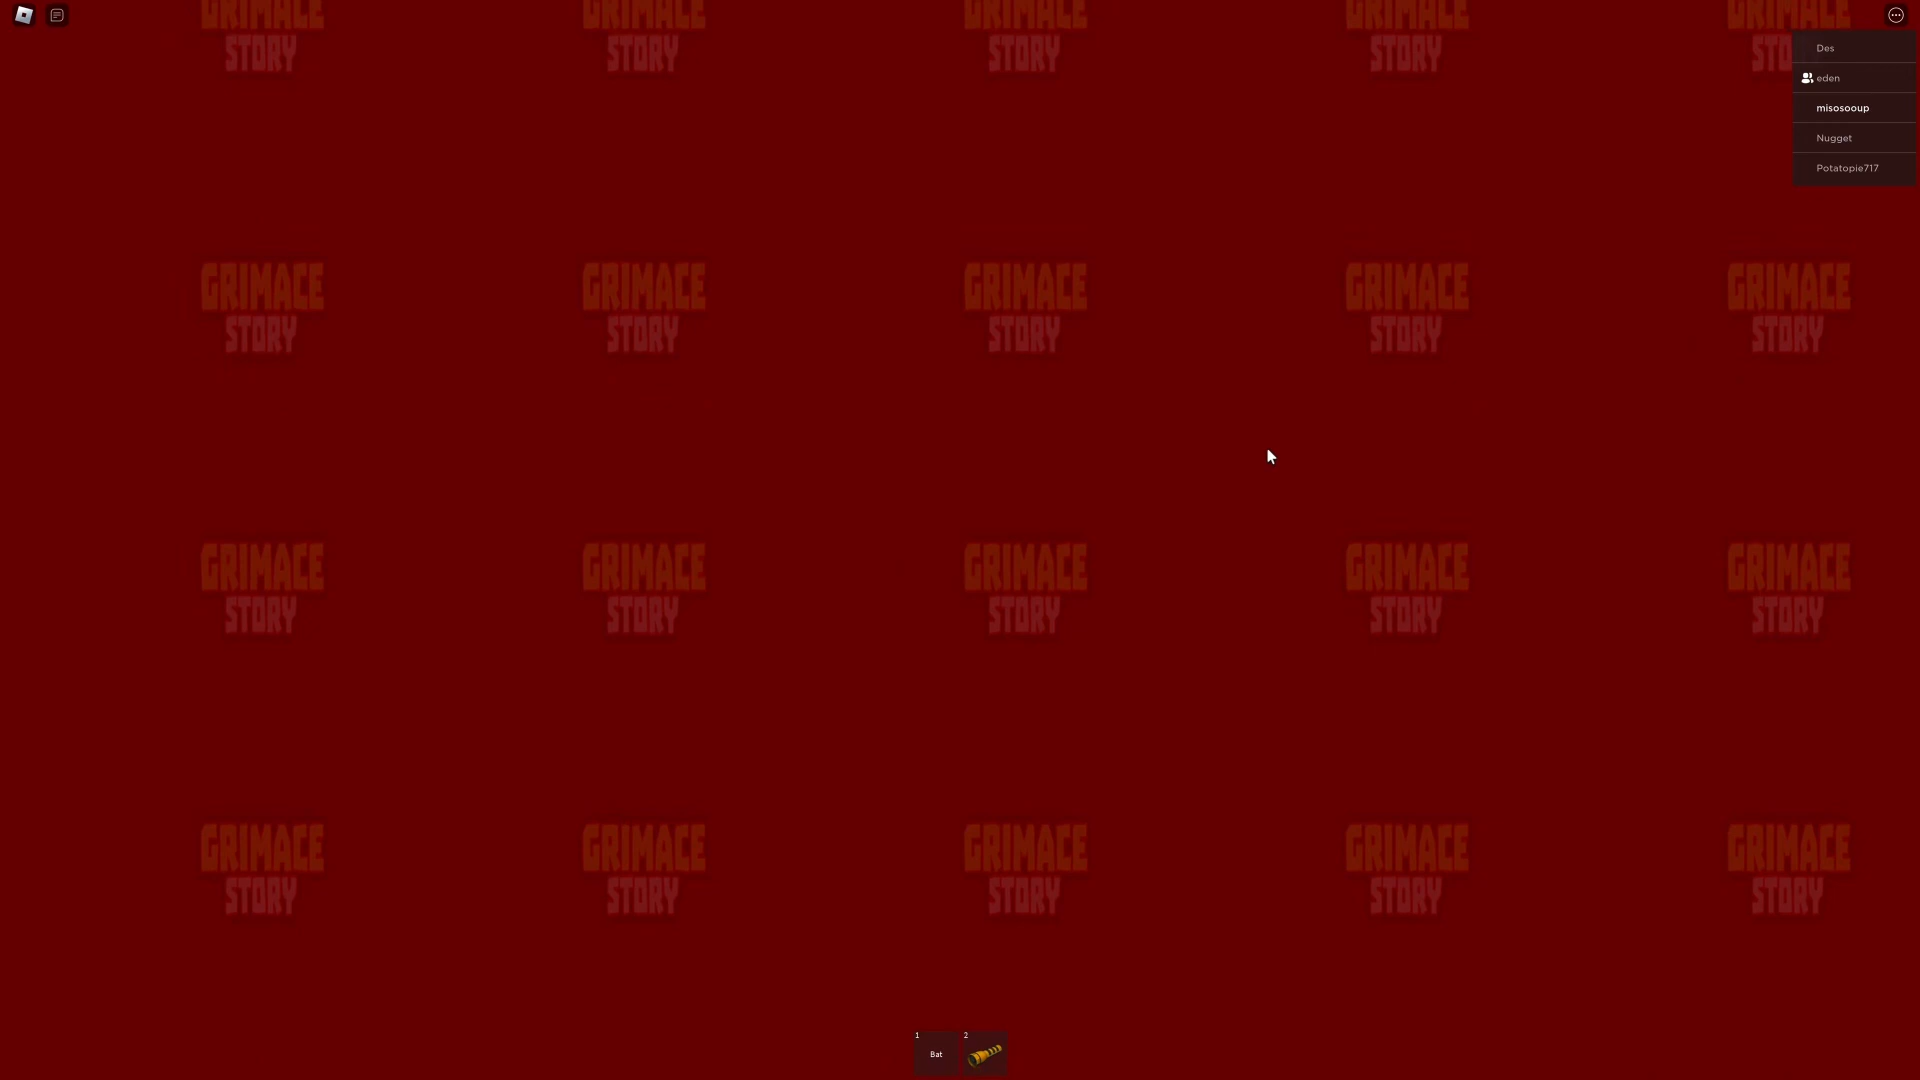 GRIMACE GRIMACE GRIMACE GRIMACE GRIMACE
STORY STORY STORY STORY STO
Des
eden
misosooup
Nugget
Potatopie717
GRIMACE GRIMACE GRIMACE GRIMACE GRIMACE
STORY STORY STORY STORY STORY
GRIMACE GRIMACE GRIMACE GRIMACE GRIMACE
STORY STORY STORY STORY STORY
GRIMACE GRIMACE GRIMACE GRIMACE GRIMACE
STORY STORY STORY STORY STORY
1 2
Bat